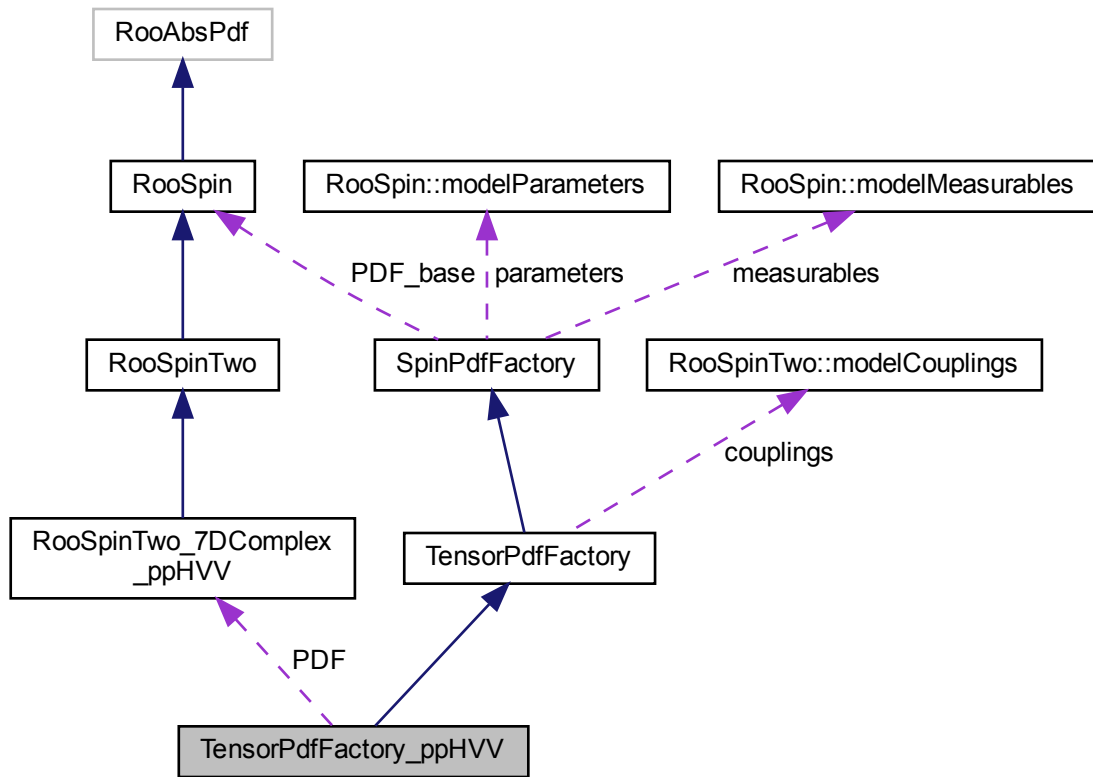 RooAbsPdf
RooSpin
RooSpin::modelParameters
RooSpin::modelMeasurables
PDF_base
parameters
measurables
RooSpinTwo
SpinPdfFactory
RooSpinTwo::modelCouplings
couplings
RooSpinTwo_7DComplex
_ppHVV
TensorPdfFactory
PDF
TensorPdfFactory_ppHVV